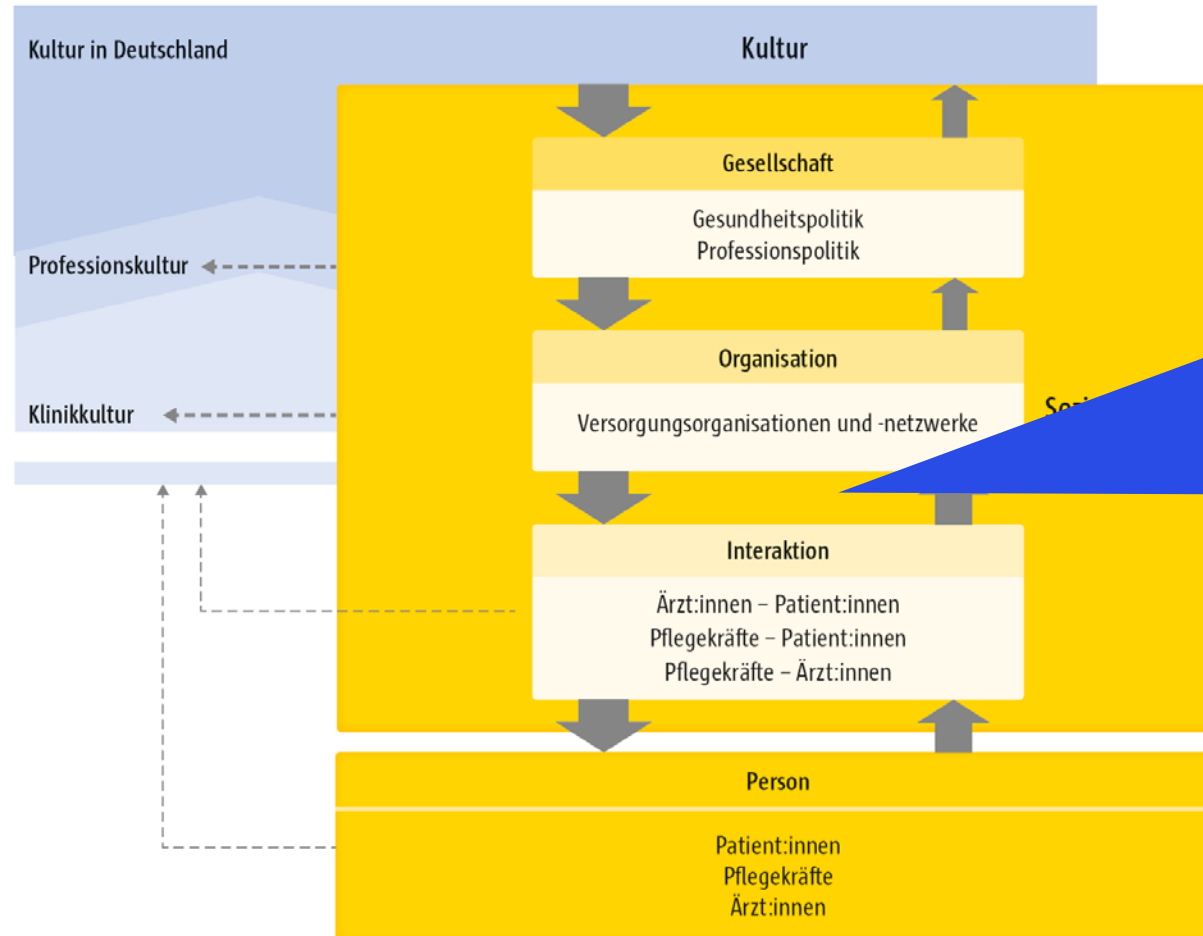 Kultur in Deutschland
Kultur
Gesellschaft
Gesundheitspolitik
Professionspolitik
Professionskultur
Organisation
Versorgungsorganisationen und -netzwerke
Klinikkultur
Interaktion
Ärzt:innen – Patient:innen
Pflegekräfte – Patient:innen
Pflegekräfte – Ärzt:innen
Person
Patient:innen
Pflegekräfte
Ärzt:innen